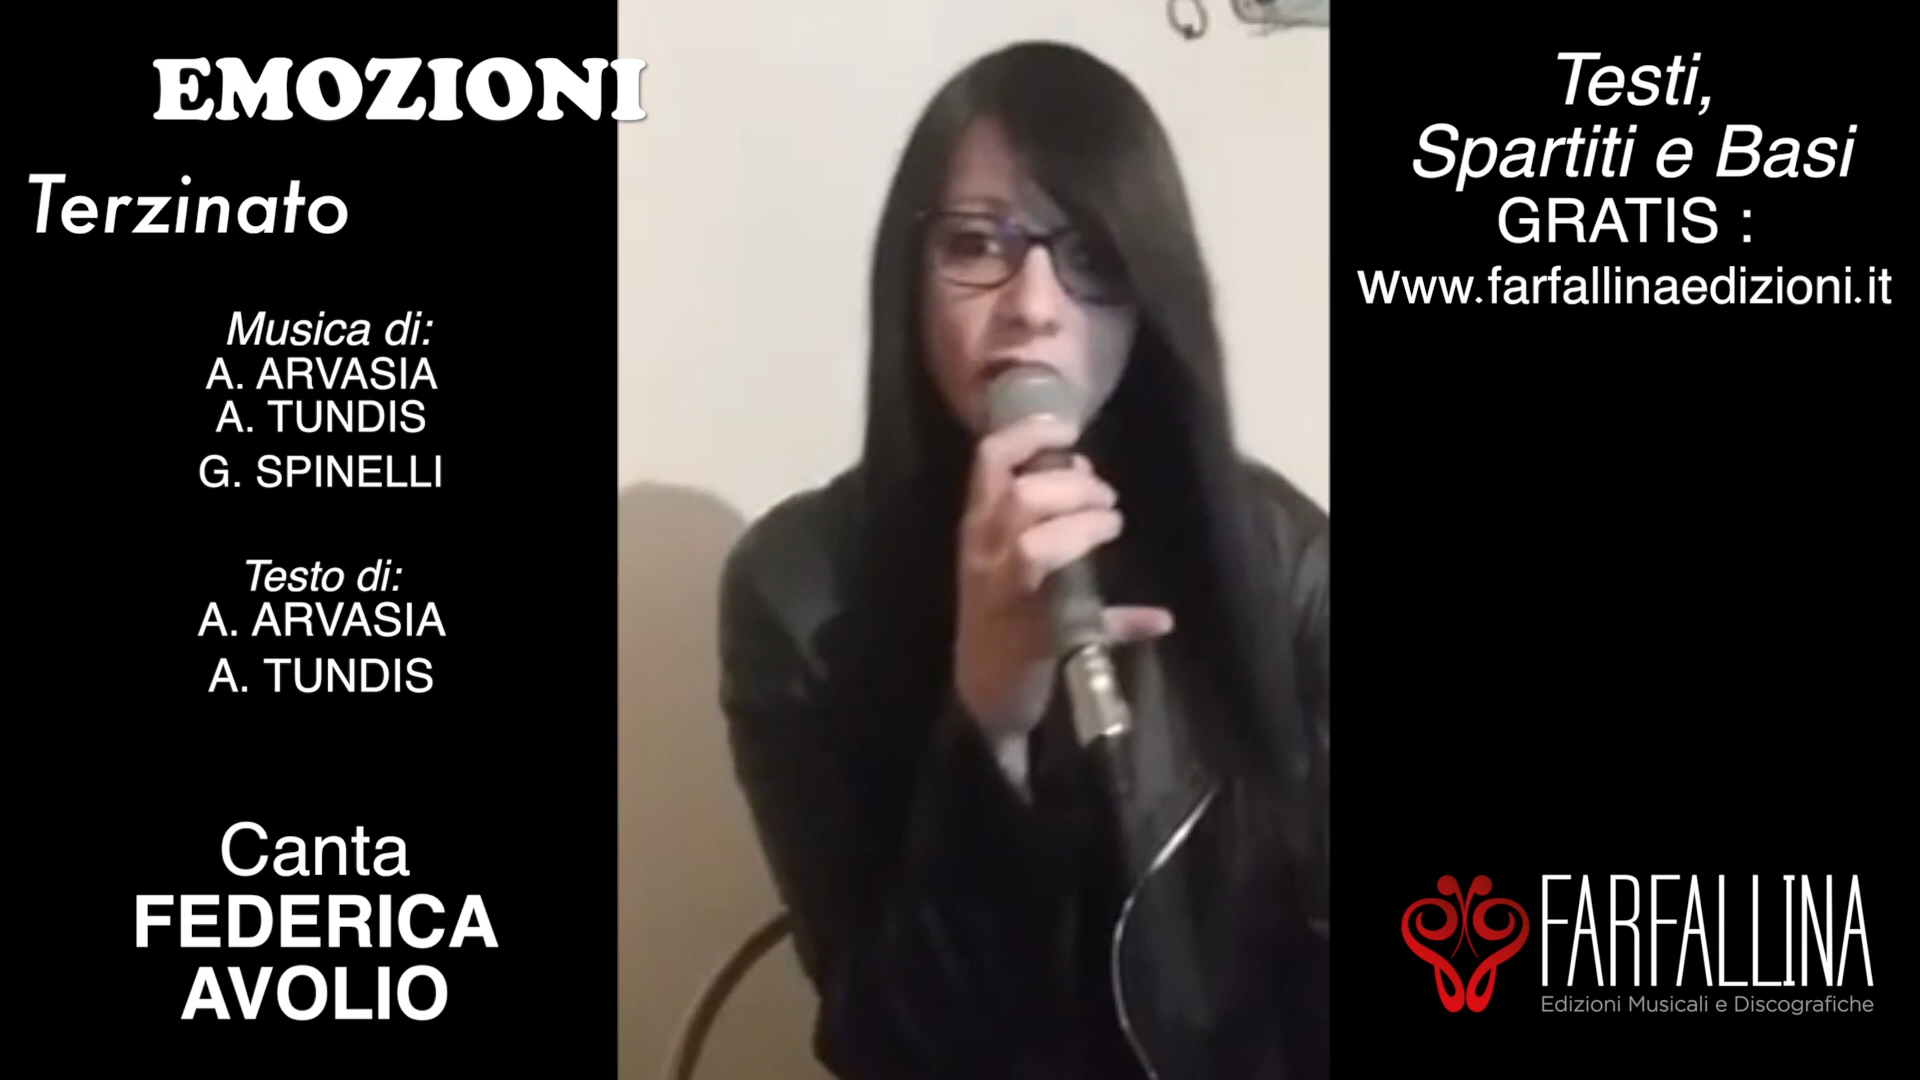 EMOZIONI
Terzinato
Musica di:
A. ARVASIA
A. TUNDIS
G. SPINELLI
Testo di:
A. ARVASIA
A. TUNDIS
Canta
FEDERICA
AVOLIO
Testi,
Spartiti e Basi
GRATIS :
www.farfallinaedizioni.it
FARFALLINA
Edizioni Musicali e Discografiche